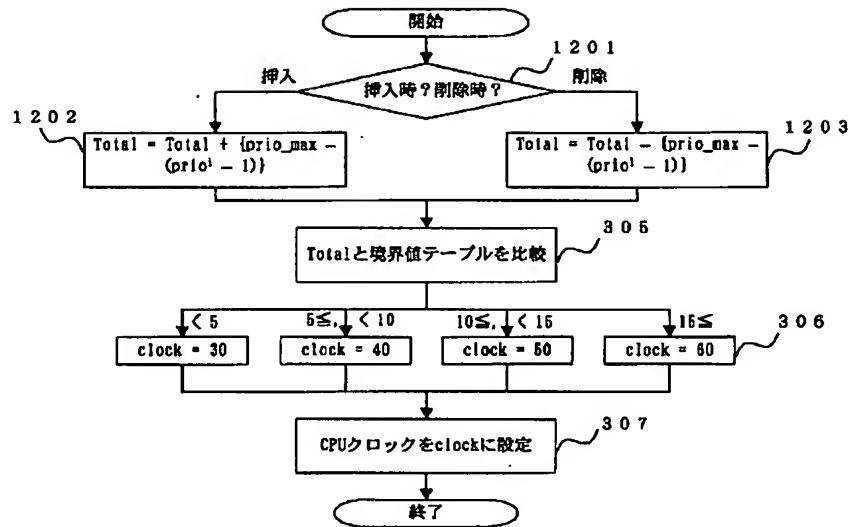 開始
1201
挿入時?削除時?
挿入
削除
1202
Total = Total + {prio_max -
(prio¹ - 1)}
1203
Total = Total - {prio_max -
(prio¹ - 1)}
305
Totalと境界値テーブルを比較
< 5
5≦, < 10
10≦, < 15
15≦
306
clock = 30
clock = 40
clock = 50
clock = 60
307
CPUクロックをclockに設定
終了